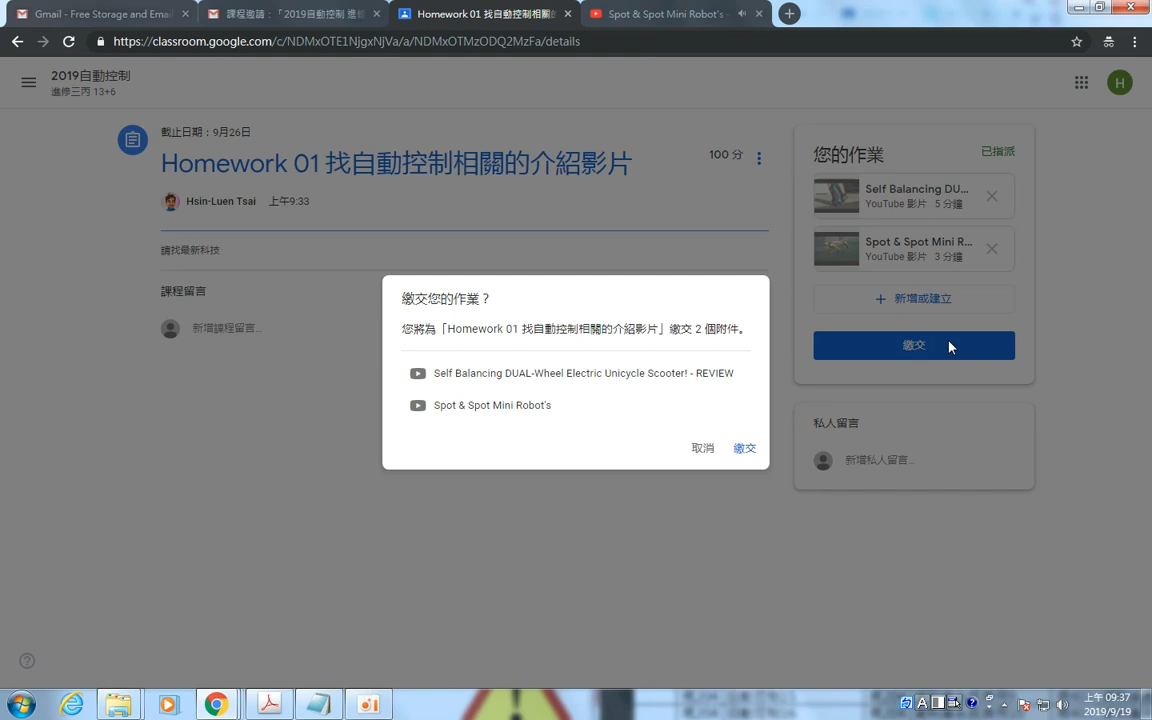 Gmail - Free Storage and Email
課程邀請：「2019自動控制 進修
Homework 01 找自動控制相關的
Spot & Spot Mini Robot's -
https://classroom.google.com/c/NDMxOTE1NjgxNjVa/a/NDMxOTMzODQ2MzFa/details
2019自動控制
進修三丙 13+6
H
截止日期：9月26日
Homework 01 找自動控制相關的介紹影片
100 分
Hsin-Luen Tsai 上午9:33
請找最新科技
課程留言
新增課程留言…
您的作業
已指派
Self Balancing DU...
YouTube 影片 5 分鐘
Spot & Spot Mini R...
YouTube 影片 3 分鐘
+ 新增或建立
繳交
私人留言
新增私人留言…
繳交您的作業？
您將為「Homework 01 找自動控制相關的介紹影片」繳交 2 個附件。
Self Balancing DUAL-Wheel Electric Unicycle Scooter! - REVIEW
Spot & Spot Mini Robot's
取消 繳交
上午 09:37
2019/9/19